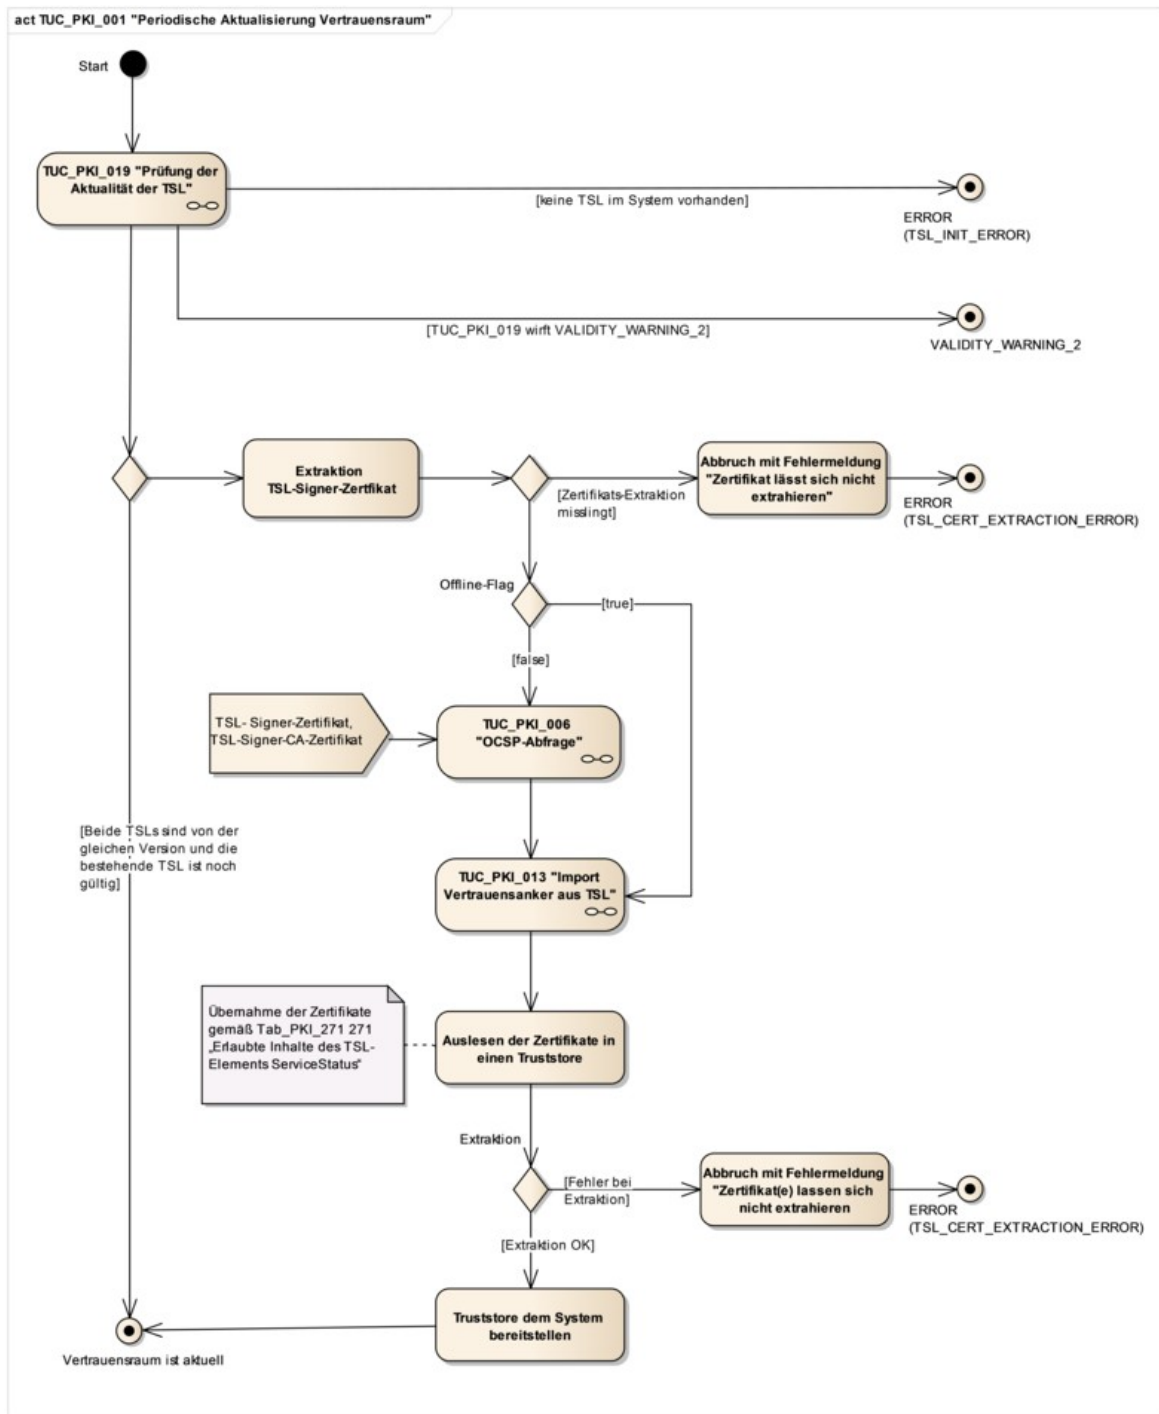 act TUC_PKI_001 "Periodische Aktualisierung Vertrauensraum"
Start
TUC_PKI_019 "Prüfung der
Aktualität der TSL"
[keine TSL im System vorhanden]
ERROR
(TSL_INIT_ERROR)
[TUC_PKI_019 wirft VALIDITY_WARNING_2]
VALIDITY_WARNING_2
Extraktion
TSL-Signer-Zertfikat
[Zertifikats-Extraktion
misslingt]
Abbruch mit Fehlermeldung
"Zertifikat lässt sich nicht
extrahieren"
ERROR
(TSL_CERT_EXTRACTION_ERROR)
Offline-Flag
[true]
[false]
TSL- Signer-Zertifikat,
TSL-Signer-CA-Zertifikat
TUC_PKI_006
"OCSP-Abfrage"
[Beide TSLs sind von der
gleichen Version und die
bestehende TSL ist noch
gültig]
TUC_PKI_013 "Import
Vertrauensanker aus TSL"
Übernahme der Zertifikate
gemäß Tab_PKI_271 271
„Erlaubte Inhalte des TSL-
Elements ServiceStatus“
Auslesen der Zertifikate in
einen Truststore
Extraktion
[Fehler bei
Extraktion]
Abbruch mit Fehlermeldung
"Zertifikat(e) lassen sich
nicht extrahieren
ERROR
(TSL_CERT_EXTRACTION_ERROR)
[Extraktion OK]
Truststore dem System
bereitstellen
Vertrauensraum ist aktuell